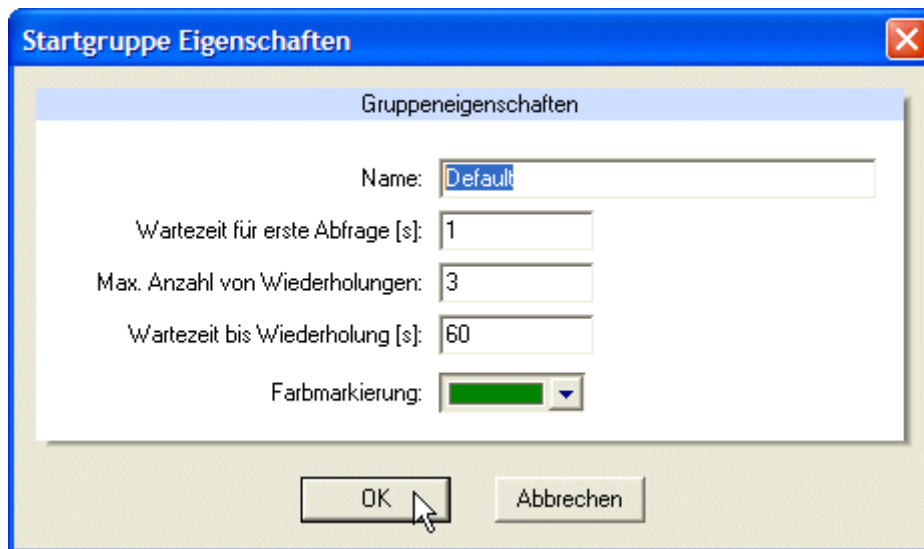 Startgruppe Eigenschaften
Gruppeneigenschaften
Name: Default
Wartezeit für erste Abfrage [s]: 1
Max. Anzahl von Wiederholungen: 3
Wartezeit bis Wiederholung [s]: 60
Farbmarkierung:
OK Abbrechen